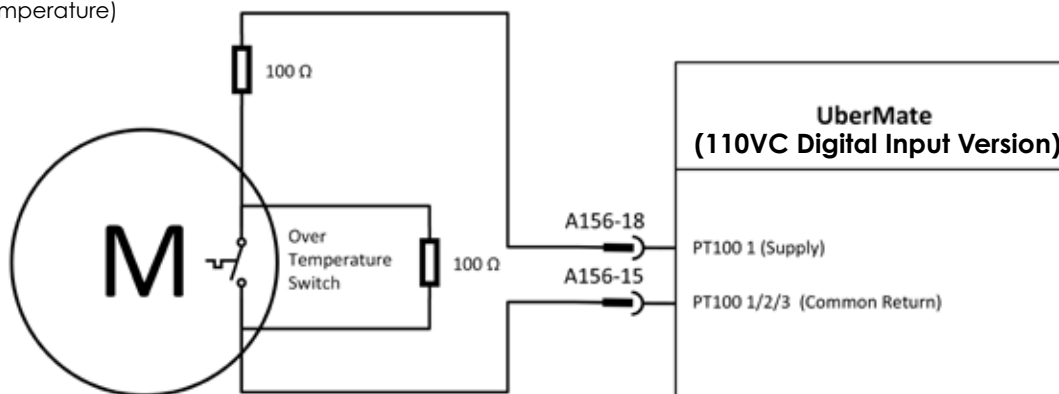 mperature)
100 Ω
UberMate
(110VC Digital Input Version)
M
Over
Temperature
Switch
100 Ω
A156-18
PT100 1 (Supply)
A156-15
PT100 1/2/3 (Common Return)